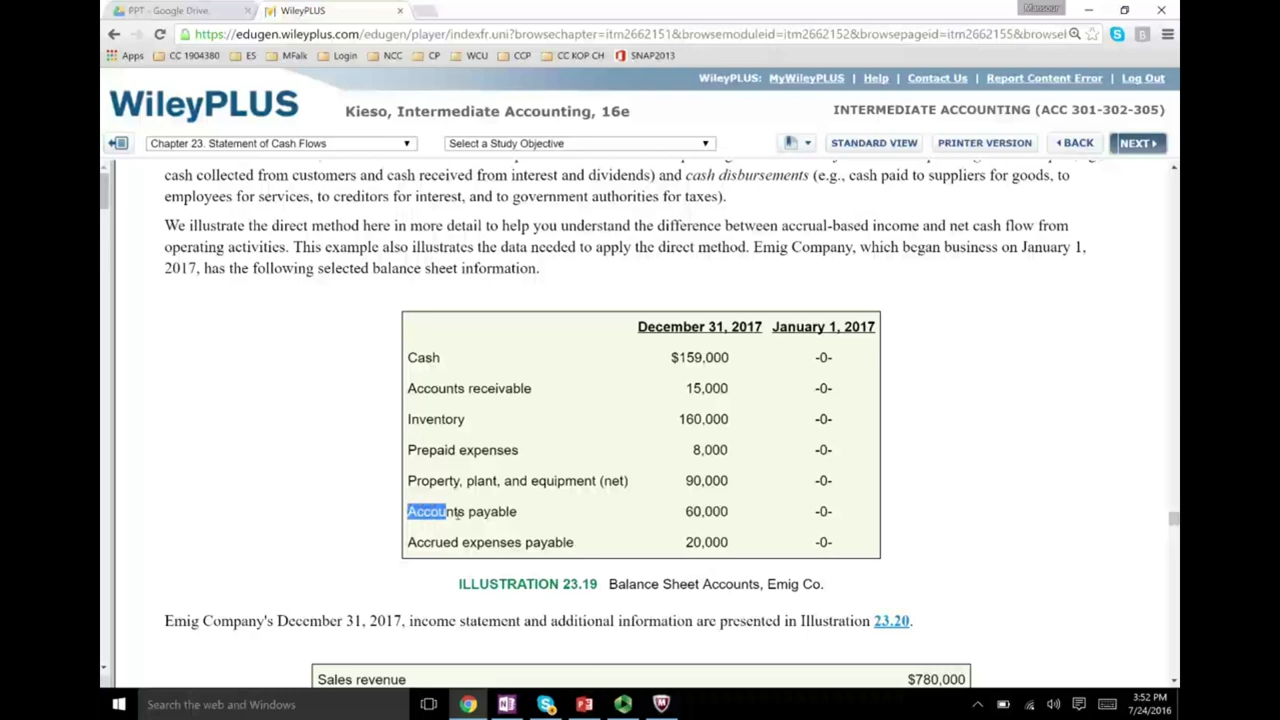 PPT - Google Drive
WileyPLUS
Mansour
https://edugen.wileyplus.com/edugen/player/indexfr.uni?browsechapter=itm2662151&browsemoduleid=itm2662152&browsepageid=itm2662155&browsel
Apps CC 1904380 ES MFalk Login NCC CP WCU CCP CC KOP CH SNAP2013
WileyPLUS: MyWileyPLUS | Help | Contact Us | Report Content Error | Log Out
WileyPLUS Kieso, Intermediate Accounting, 16e INTERMEDIATE ACCOUNTING (ACC 301-302-305)
Chapter 23. Statement of Cash Flows Select a Study Objective STANDARD VIEW PRINTER VERSION BACK NEXT
cash collected from customers and cash received from interest and dividends) and cash disbursements (e.g., cash paid to suppliers for goods, to
employees for services, to creditors for interest, and to government authorities for taxes).
We illustrate the direct method here in more detail to help you understand the difference between accrual-based income and net cash flow from
operating activities. This example also illustrates the data needed to apply the direct method. Emig Company, which began business on January 1,
2017, has the following selected balance sheet information.
December 31, 2017 January 1, 2017
Cash $159,000 -0-
Accounts receivable 15,000 -0-
Inventory 160,000 -0-
Prepaid expenses 8,000 -0-
Property, plant, and equipment (net) 90,000 -0-
Accounts payable 60,000 -0-
Accrued expenses payable 20,000 -0-
ILLUSTRATION 23.19 Balance Sheet Accounts, Emig Co.
Emig Company's December 31, 2017, income statement and additional information are presented in Illustration 23.20.
Sales revenue $780,000
Search the web and Windows
3:52 PM
7/24/2016